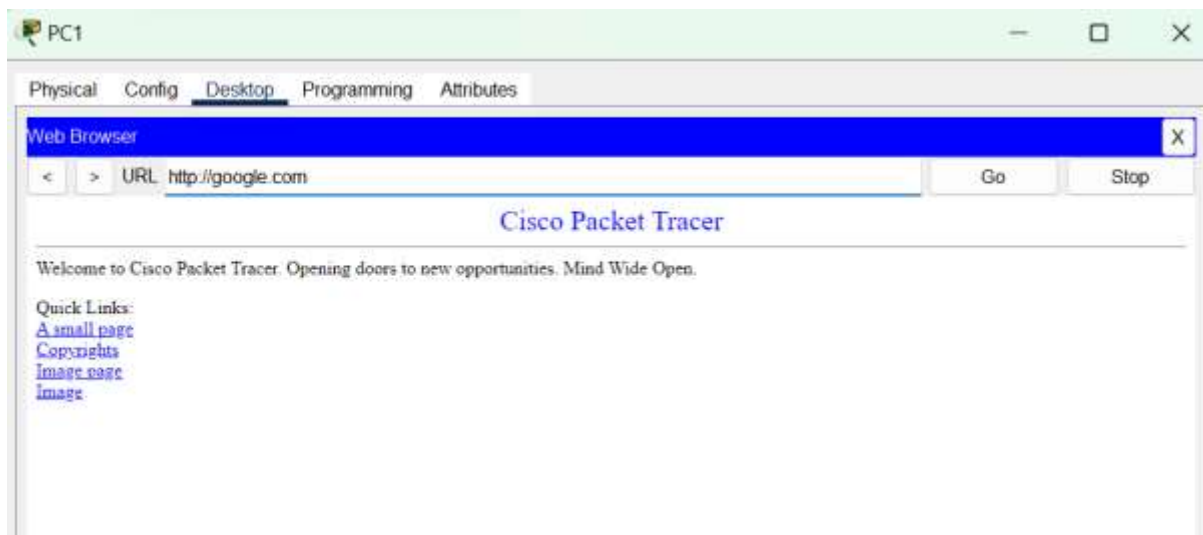 PC1
Physical Config Desktop Programming Attributes
Web Browser X
< > URL http://google.com Go Stop
Cisco Packet Tracer
Welcome to Cisco Packet Tracer. Opening doors to new opportunities. Mind Wide Open.
Quick Links:
A small page
Copyrights
Image page
Image